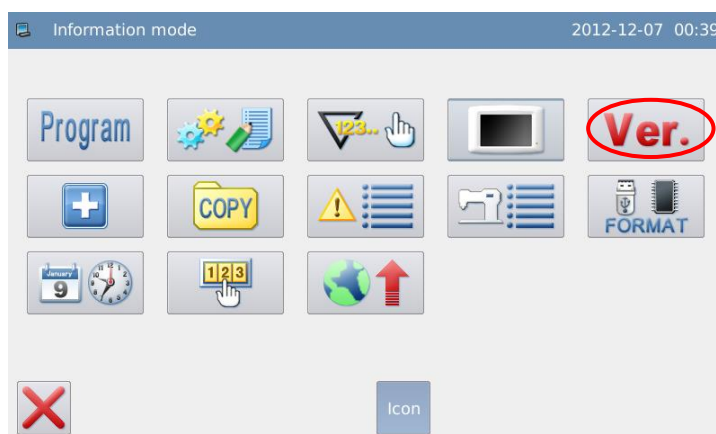 Information mode 2012-12-07 00:39
Program 123.. Ver.
COPY FORMAT
January 9 123
Icon